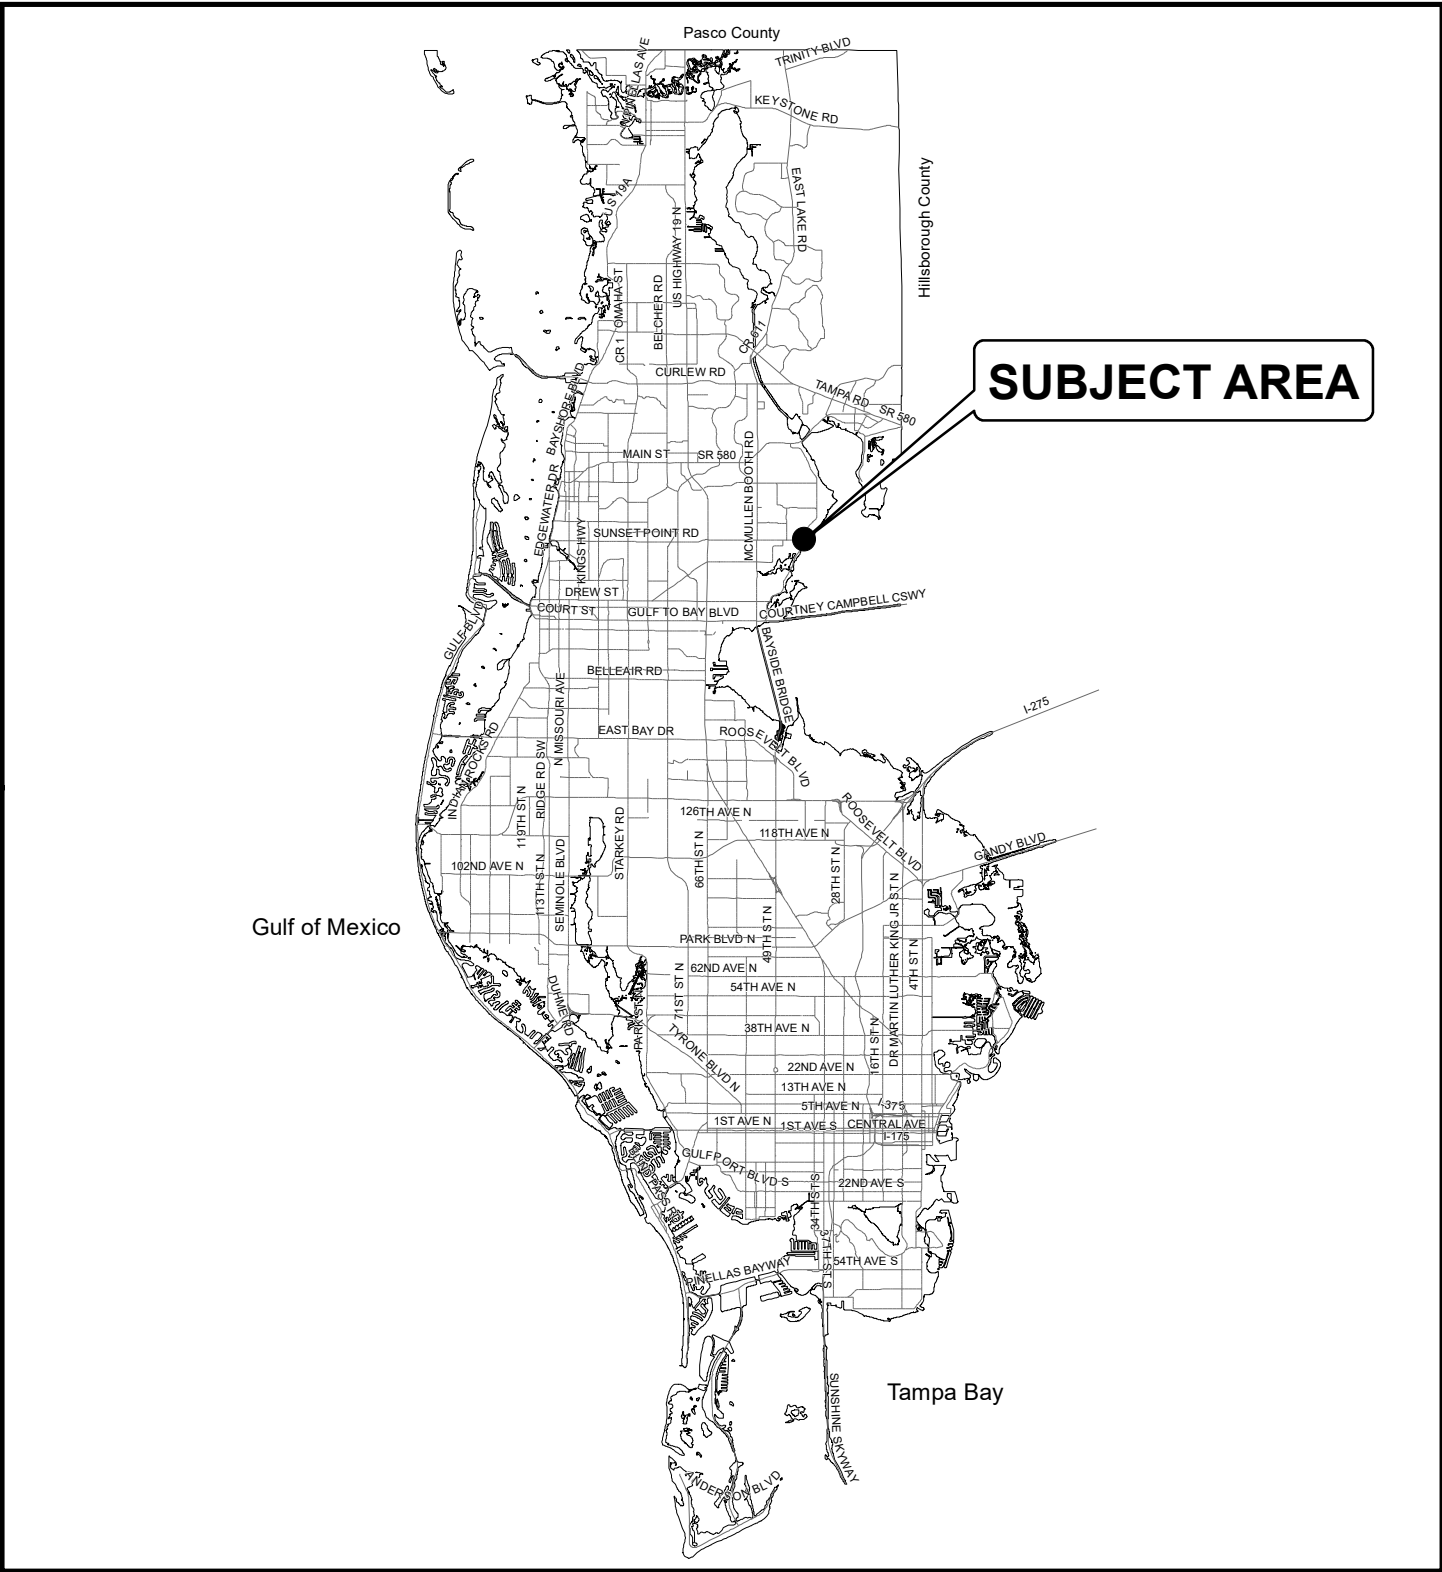 Pasco County
TRINITY BLVD
KEYSTONE RD
EAST LAKE RD
Hillsborough County
US 19A
US HIGHWAY 19 N
OMAHA ST
CR 1
BELCHER RD
CR 611
CURLEW RD
TAMPA RD
SR 580
SUBJECT AREA
BAYSHORE BLVD
EDGEWATER DR
MAIN ST
SR 580
MCMULLEN BOOTH RD
SUNSET POINT RD
KINGS HWY
DREW ST
COURT ST
GULF TO BAY BLVD
COURTNEY CAMPBELL CSWY
GULF BLVD
BAYSIDE BRIDGE
BELLEAIR RD
N MISSOURI AVE
I-275
EAST BAY DR
ROOSEVELT BLVD
INDIAN ROCKS RD
RIDGE RD SW
119TH ST N
126TH AVE N
118TH AVE N
ROOSEVELT BLVD
GANDY BLVD
STARKEY RD
66TH ST N
28TH ST N
102ND AVE N
113TH ST N
SEMINOLE BLVD
DR MARTIN LUTHER KING JR ST N
Gulf of Mexico
49TH ST N
PARK BLVD N
4TH ST N
62ND AVE N
71ST ST N
54TH AVE N
DUHME RD
PARK ST N
38TH AVE N
16TH ST N
TYRONE BLVD N
22ND AVE N
13TH AVE N
5TH AVE N
I-375
1ST AVE N
1ST AVE S
CENTRAL AVE
I-175
GULFPORT BLVD S
22ND AVE S
34TH ST S
37TH ST S
54TH AVE S
PINELLAS BAYWAY
SUNSHINE SKYWAY
Tampa Bay
ANDERSON BLVD